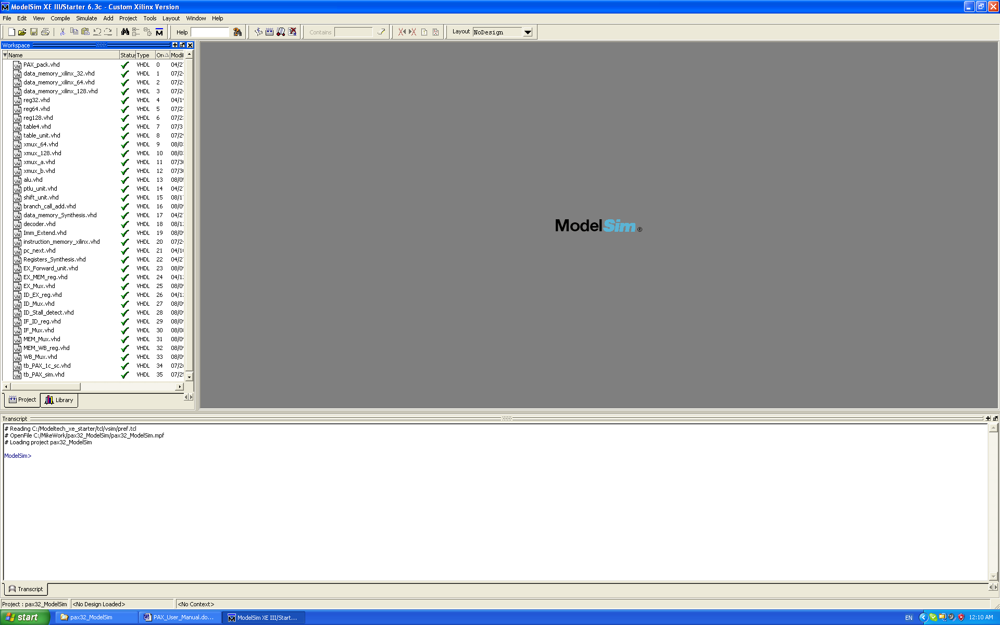 ModelSim XE III/Starter 6.3c - Custom Xilinx Version
File Edit View Compile Simulate Add Project Tools Layout Window Help
Help Contains Layout NoDesign
Workspace
Name Status Type Or Modi
PAX_pack.vhd VHDL 0 04/2
data_memory_xilinx_32.vhd VHDL 1 07/2
data_memory_xilinx_64.vhd VHDL 2 07/2
data_memory_xilinx_128.vhd VHDL 3 07/2
reg32.vhd VHDL 4 04/1
reg64.vhd VHDL 5 07/2
reg128.vhd VHDL 6 07/2
table4.vhd VHDL 7 07/3
table_unit.vhd VHDL 8 07/2
xmux_64.vhd VHDL 9 08/0
xmux_128.vhd VHDL 10 08/0
xmux_a.vhd VHDL 11 07/3
xmux_b.vhd VHDL 12 07/3
alu.vhd VHDL 13 08/0
ptlu_unit.vhd VHDL 14 04/2
shift_unit.vhd VHDL 15 08/1
branch_call_add.vhd VHDL 16 08/0
data_memory_Synthesis.vhd VHDL 17 04/2
decoder.vhd VHDL 18 08/1
Imm_Extend.vhd VHDL 19 08/0
instruction_memory_xilinx.vhd VHDL 20 07/2
pc_next.vhd VHDL 21 04/1
Registers_Synthesis.vhd VHDL 22 04/2
EX_Forward_unit.vhd VHDL 23 08/0
EX_MEM_reg.vhd VHDL 24 04/1
EX_Mux.vhd VHDL 25 08/0
ID_EX_reg.vhd VHDL 26 04/1
ID_Mux.vhd VHDL 27 08/0
ID_Stall_detect.vhd VHDL 28 08/0
IF_ID_reg.vhd VHDL 29 08/0
IF_Mux.vhd VHDL 30 08/0
MEM_Mux.vhd VHDL 31 08/0
MEM_WB_reg.vhd VHDL 32 08/0
WB_Mux.vhd VHDL 33 08/0
tb_PAX_1c_sc.vhd VHDL 34 07/2
tb_PAX_sim.vhd VHDL 35 07/2
Project Library
ModelSim®
Transcript
# Reading C:/Modeltech_xe_starter/tcl/vsim/pref.tcl
# OpenFile C:/MikeWork/pax32_ModelSim/pax32_ModelSim.mpf
# Loading project pax32_ModelSim
ModelSim>
Transcript
Project : pax32_ModelSim <No Design Loaded> <No Context>
start pax32_ModelSim PAX_User_Manual.do... ModelSim XE III/Start... EN 12:10 AM